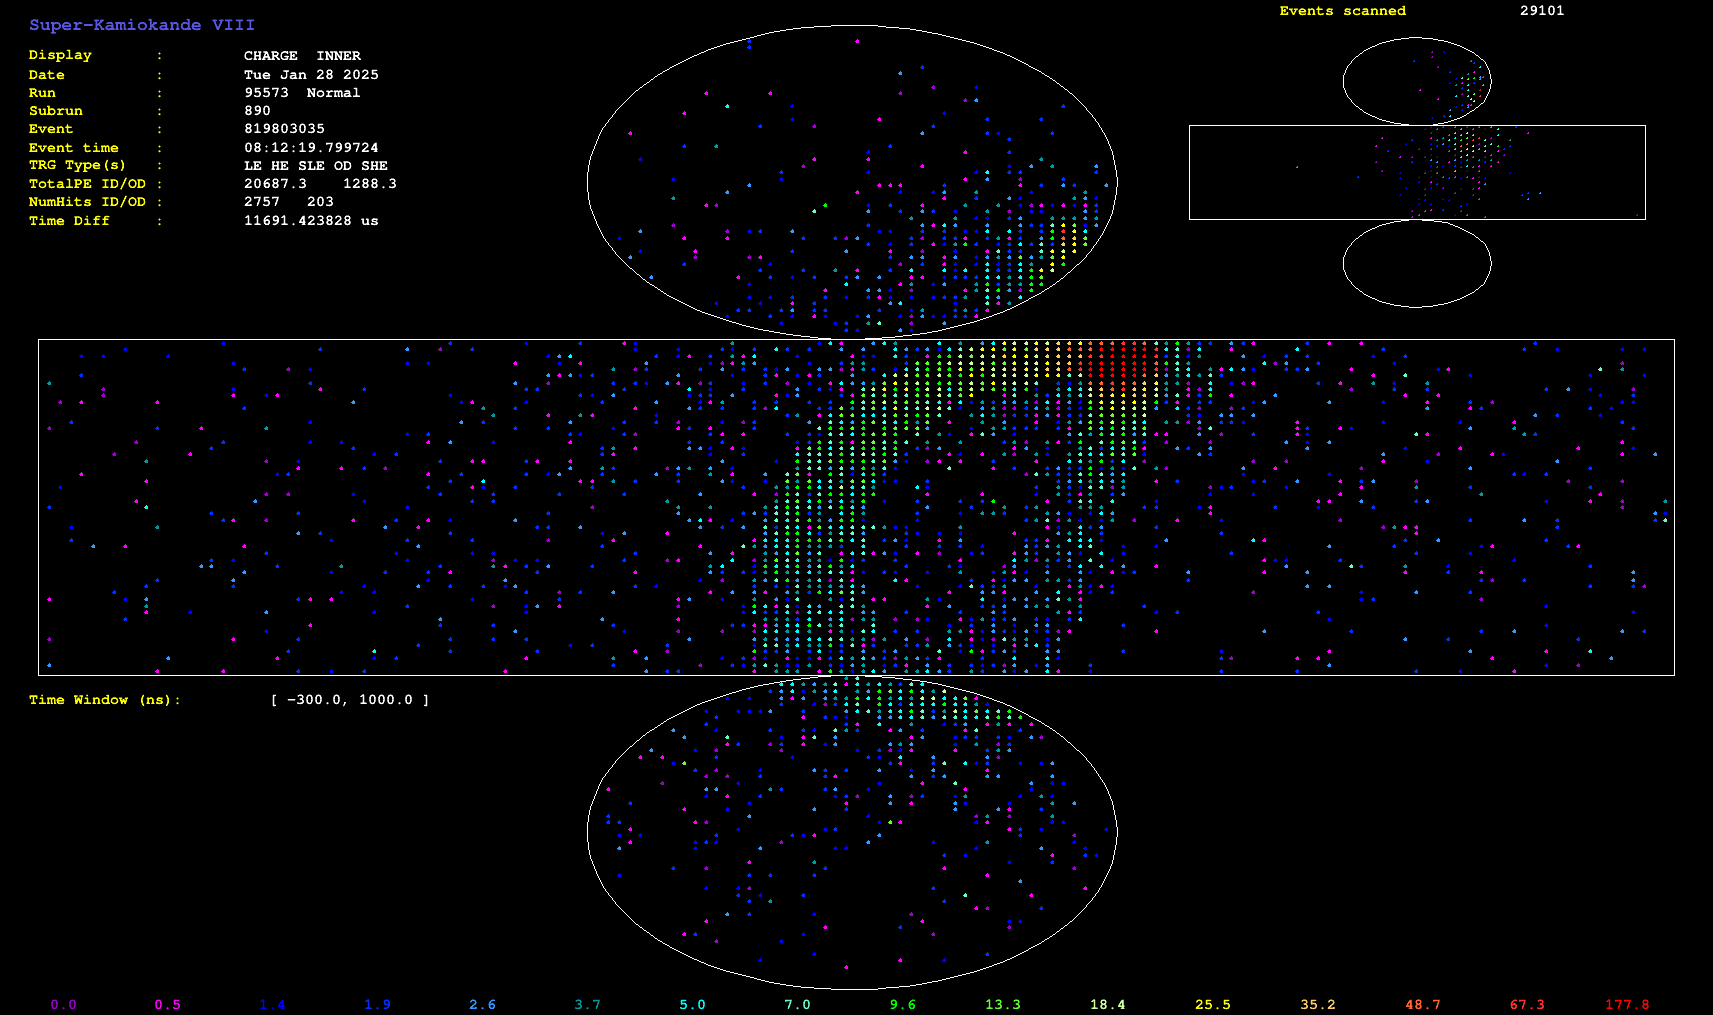 Super-Kamiokande VIII
Events scanned 29101
Display : CHARGE INNER
Date : Tue Jan 28 2025
Run : 95573 Normal
Subrun : 890
Event : 819803035
Event time : 08:12:19.799724
TRG Type(s) : LE HE SLE OD SHE
TotalPE ID/OD : 20687.3 1288.3
NumHits ID/OD : 2757 203
Time Diff : 11691.423828 us
Time Window (ns): [ -300.0, 1000.0 ]
0.0 0.5 1.4 1.9 2.6 3.7 5.0 7.0 9.6 13.3 18.4 25.5 35.2 48.7 67.3 177.8